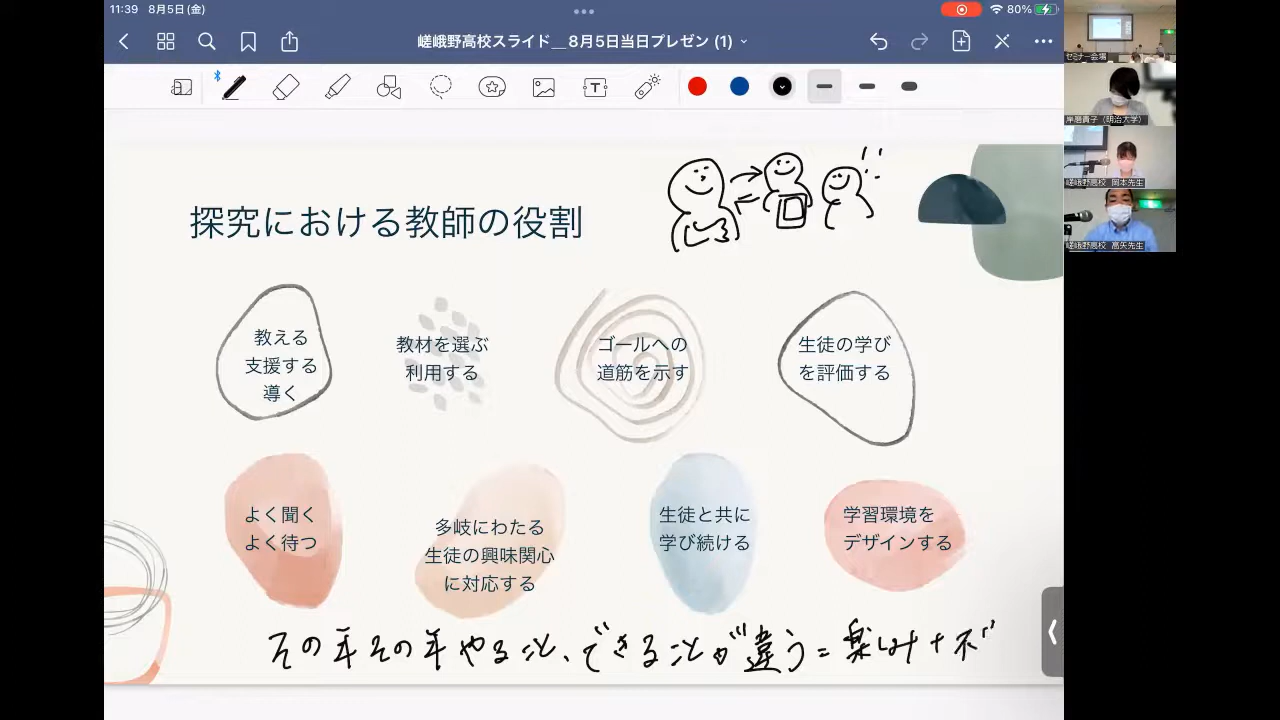 11:39 8月5日(金)
80%
嵯峨野高校スライド__8月5日当日プレゼン (1)
T
探究における教師の役割
教える
支援する
導く
教材を選ぶ
利用する
ゴールへの
道筋を示す
生徒の学び
を評価する
よく聞く
よく待つ
多岐にわたる
生徒の興味関心
に対応する
生徒と共に
学び続ける
学習環境を
デザインする
その年その年やること、できることが違う=楽しみ+不
セミナー会場
岸磨貴子(明治大学)
嵯峨野高校 岡本先生
嵯峨野高校 高矢先生